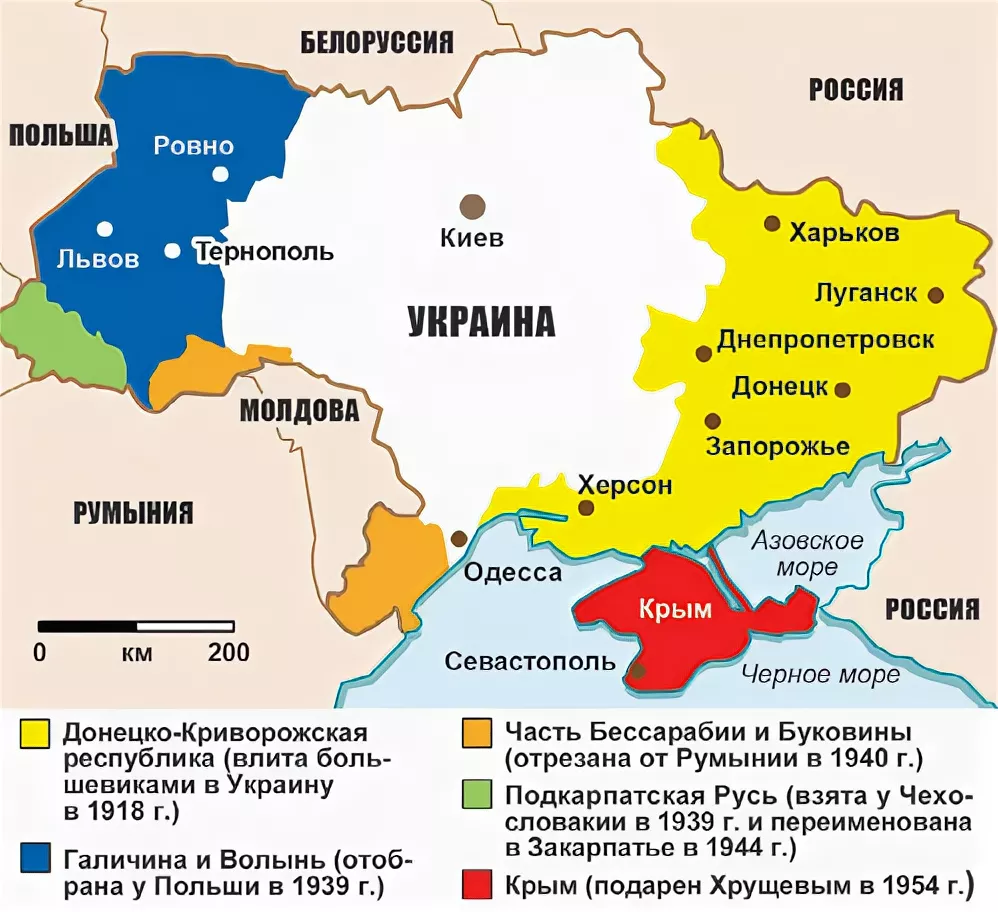 БЕЛОРУССИЯ
РОССИЯ
ПОЛЬША
Ровно
Львов
Тернополь
Киев
Харьков
Луганск
УКРАИНА
Днепропетровск
Донецк
МОЛДОВА
Запорожье
Херсон
РУМЫНИЯ
Азовское
море
Одесса
Крым
РОССИЯ
0 км 200
Севастополь
Черное море
Донецко-Криворожская
республика (влита боль-
шевиками в Украину
в 1918 г.)
Галичина и Волынь (отоб-
рана у Польши в 1939 г.)
Часть Бессарабии и Буковины
(отрезана от Румынии в 1940 г.)
Подкарпатская Русь (взята у Чехо-
словакии в 1939 г. и переименована
в Закарпатье в 1944 г.)
Крым (подарен Хрущевым в 1954 г.)